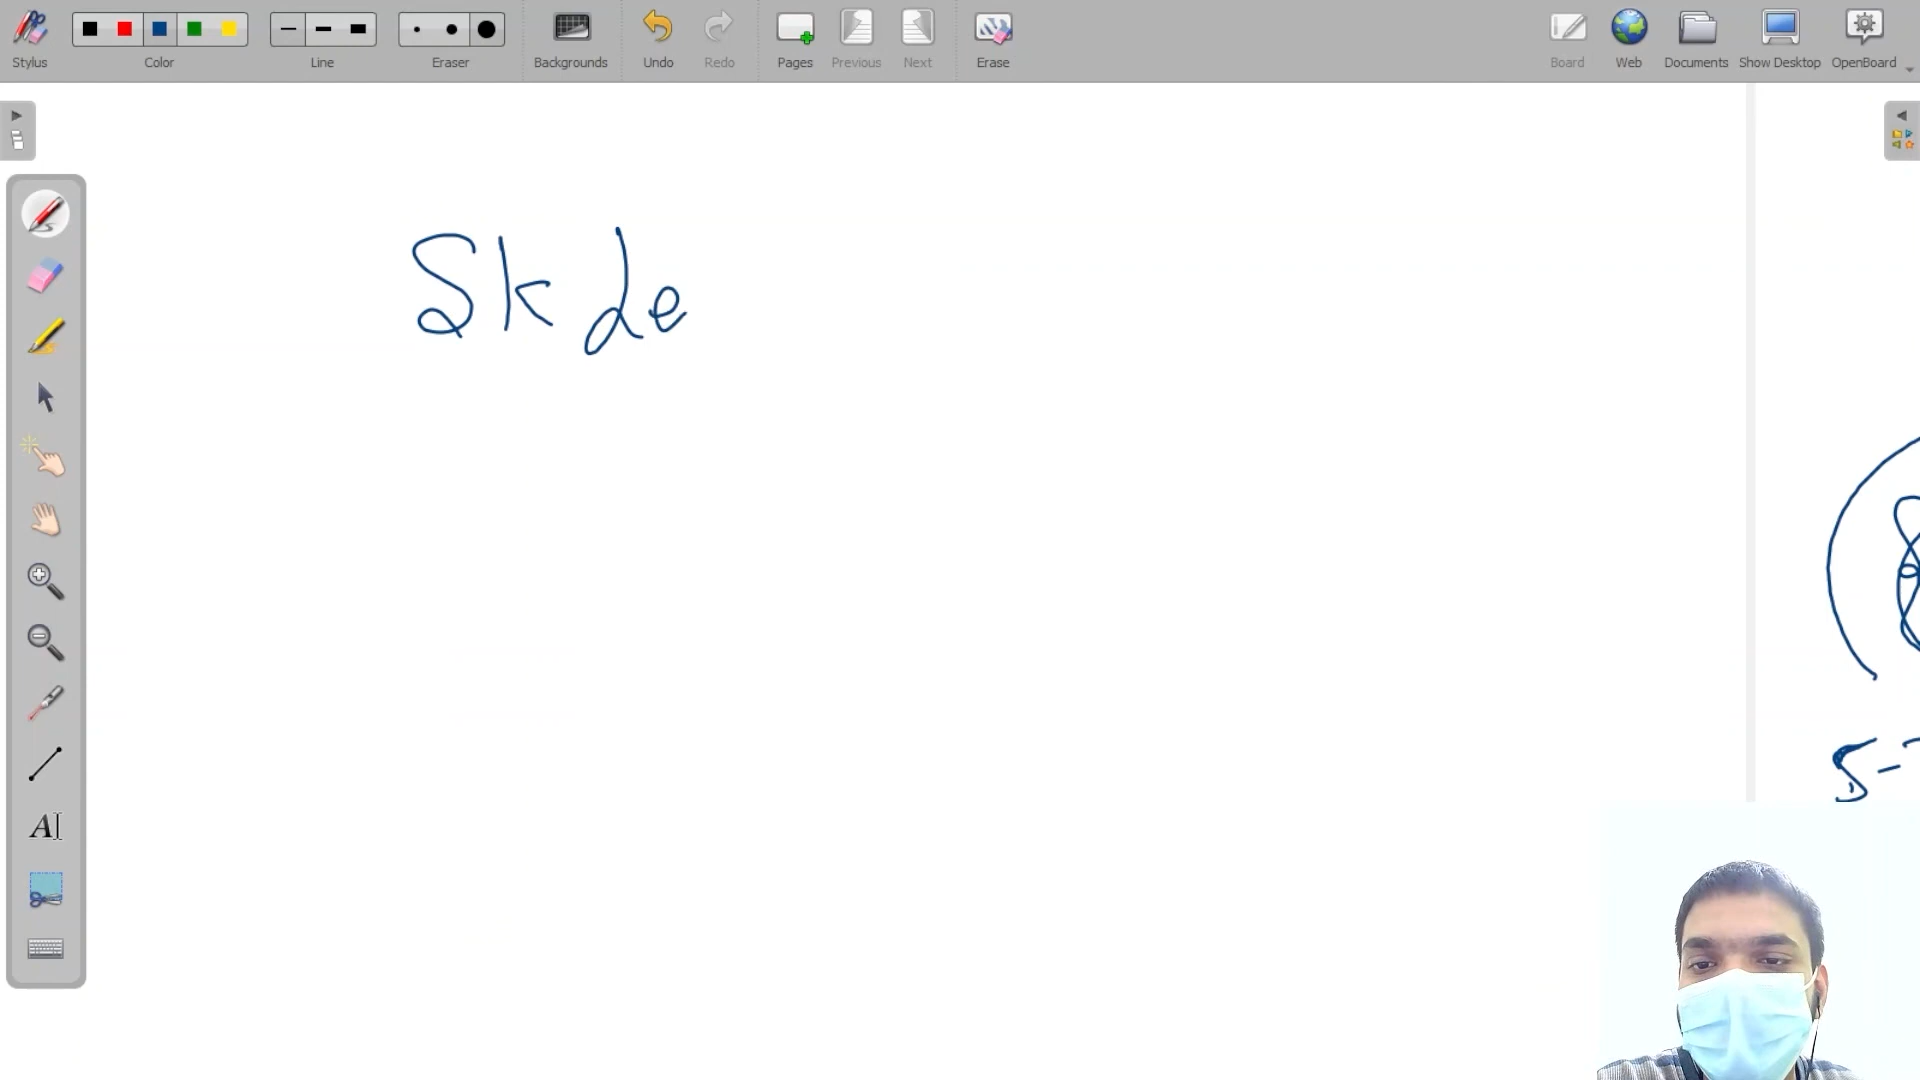 Stylus
Color
Line
Eraser
Backgrounds
Undo
Redo
Pages
Previous
Next
Erase
Board
Web
Documents
Show Desktop
OpenBoard
Sk de
A
5-